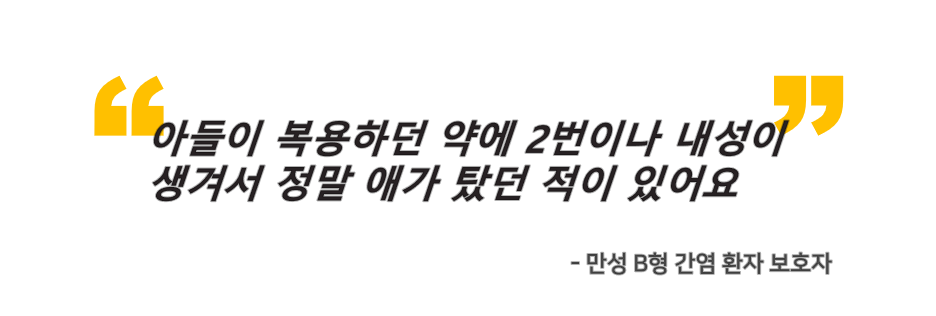 아들이 복용하던 약에 2번이나 내성이
생겨서 정말 애가 탔던 적이 있어요
- 만성 B형 간염 환자 보호자